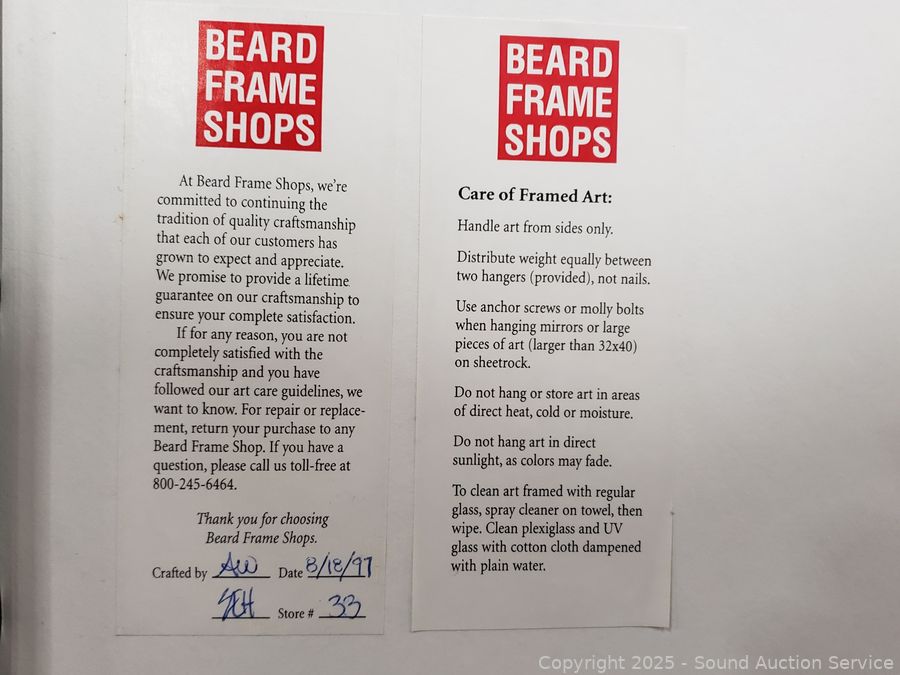 BEARD
FRAME
SHOPS
At Beard Frame Shops, we're
committed to continuing the
tradition of quality craftsmanship
that each of our customers has
grown to expect and appreciate.
We promise to provide a lifetime
guarantee on our craftsmanship to
ensure your complete satisfaction.
If for any reason, you are not
completely satisfied with the
craftsmanship and you have
followed our art care guidelines, we
want to know. For repair or replace-
ment, return your purchase to any
Beard Frame Shop. If you have a
question, please call us toll-free at
800-245-6464.
Thank you for choosing
Beard Frame Shops.
Crafted by AW Date 8/18/97
SEH Store # 33
BEARD
FRAME
SHOPS
Care of Framed Art:
Handle art from sides only.
Distribute weight equally between
two hangers (provided), not nails.
Use anchor screws or molly bolts
when hanging mirrors or large
pieces of art (larger than 32x40)
on sheetrock.
Do not hang or store art in areas
of direct heat, cold or moisture.
Do not hang art in direct
sunlight, as colors may fade.
To clean art framed with regular
glass, spray cleaner on towel, then
wipe. Clean plexiglass and UV
glass with cotton cloth dampened
with plain water.
Copyright 2025 - Sound Auction Service